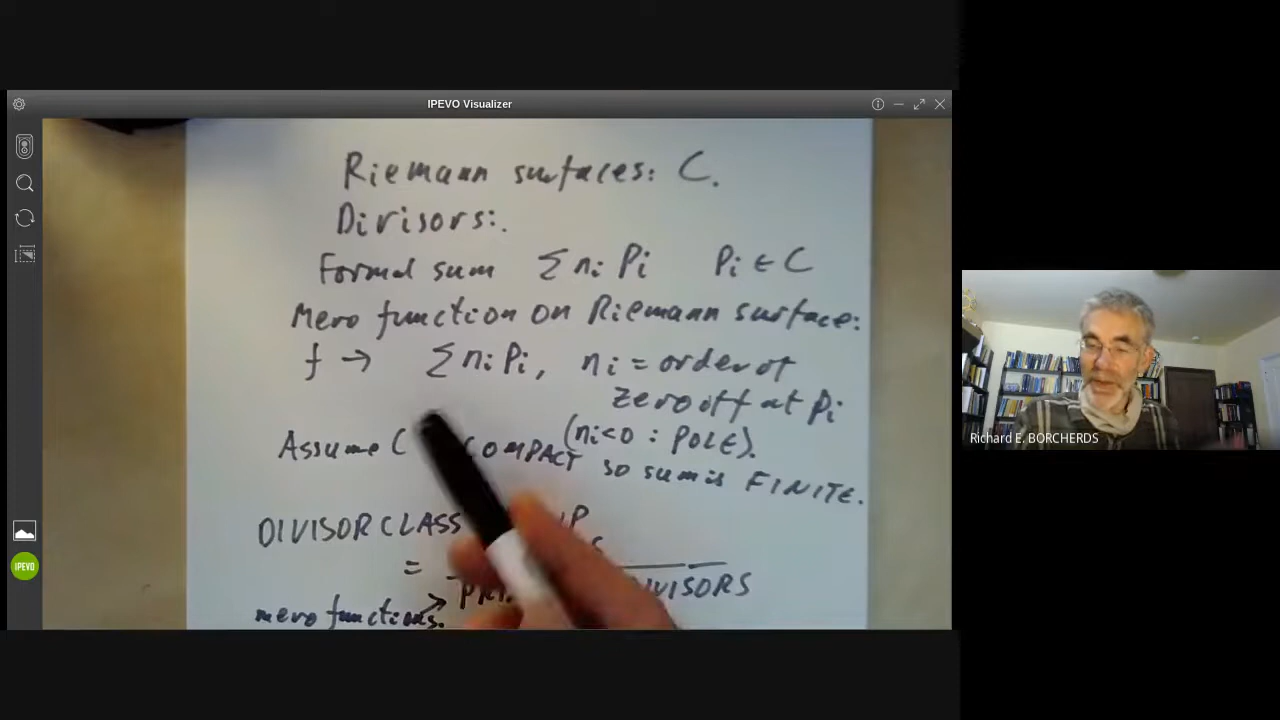 IPEVO Visualizer
Riemann surfaces: C.
Divisors:.
Formal sum Σ ni Pi Pi ∈ C
Mero function on Riemann surface:
f → Σ ni Pi, ni = order of
zero of f at Pi
(ni<0 : POLE).
Assume C COMPACT so sum is FINITE.
DIVISOR CLASS
=
DIVISORS
mero functions.
IPEVO
Richard E. BORCHERDS